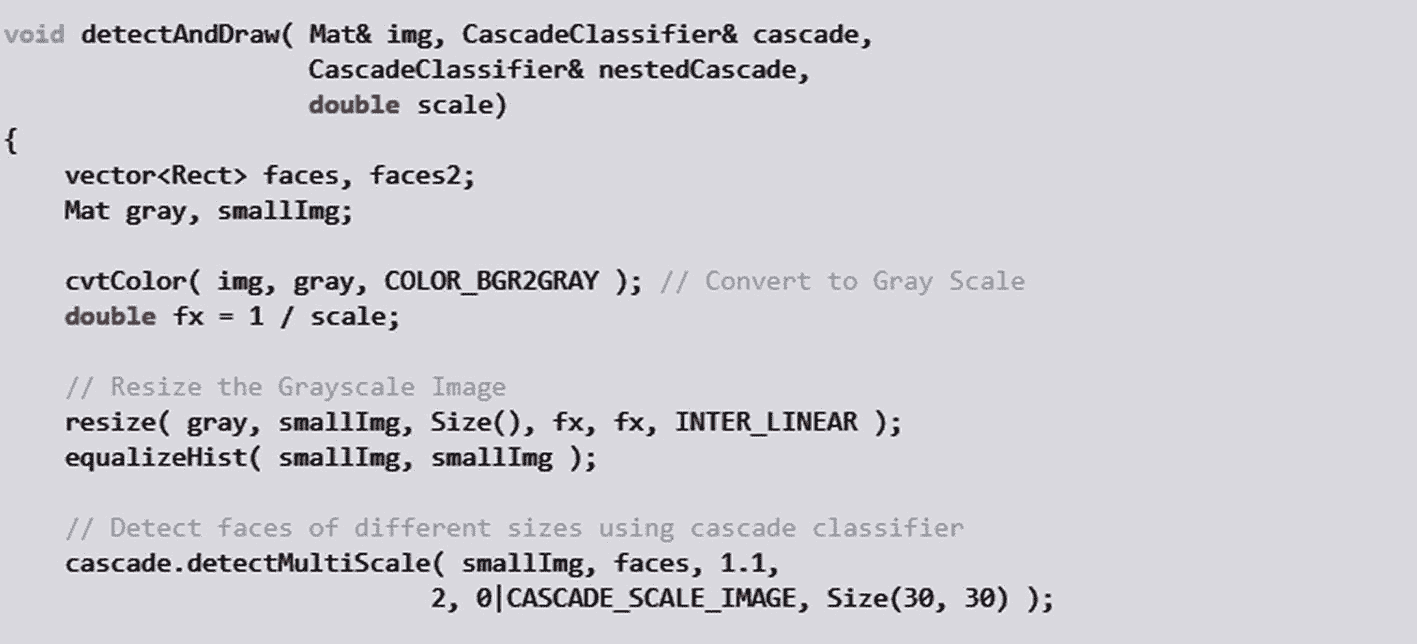 void detectAndDraw( Mat& img, CascadeClassifier& cascade,
                    CascadeClassifier& nestedCascade,
                    double scale)
{
    vector<Rect> faces, faces2;
    Mat gray, smallImg;

    cvtColor( img, gray, COLOR_BGR2GRAY ); // Convert to Gray Scale
    double fx = 1 / scale;

    // Resize the Grayscale Image
    resize( gray, smallImg, Size(), fx, fx, INTER_LINEAR );
    equalizeHist( smallImg, smallImg );

    // Detect faces of different sizes using cascade classifier
    cascade.detectMultiScale( smallImg, faces, 1.1,
                            2, 0|CASCADE_SCALE_IMAGE, Size(30, 30) );